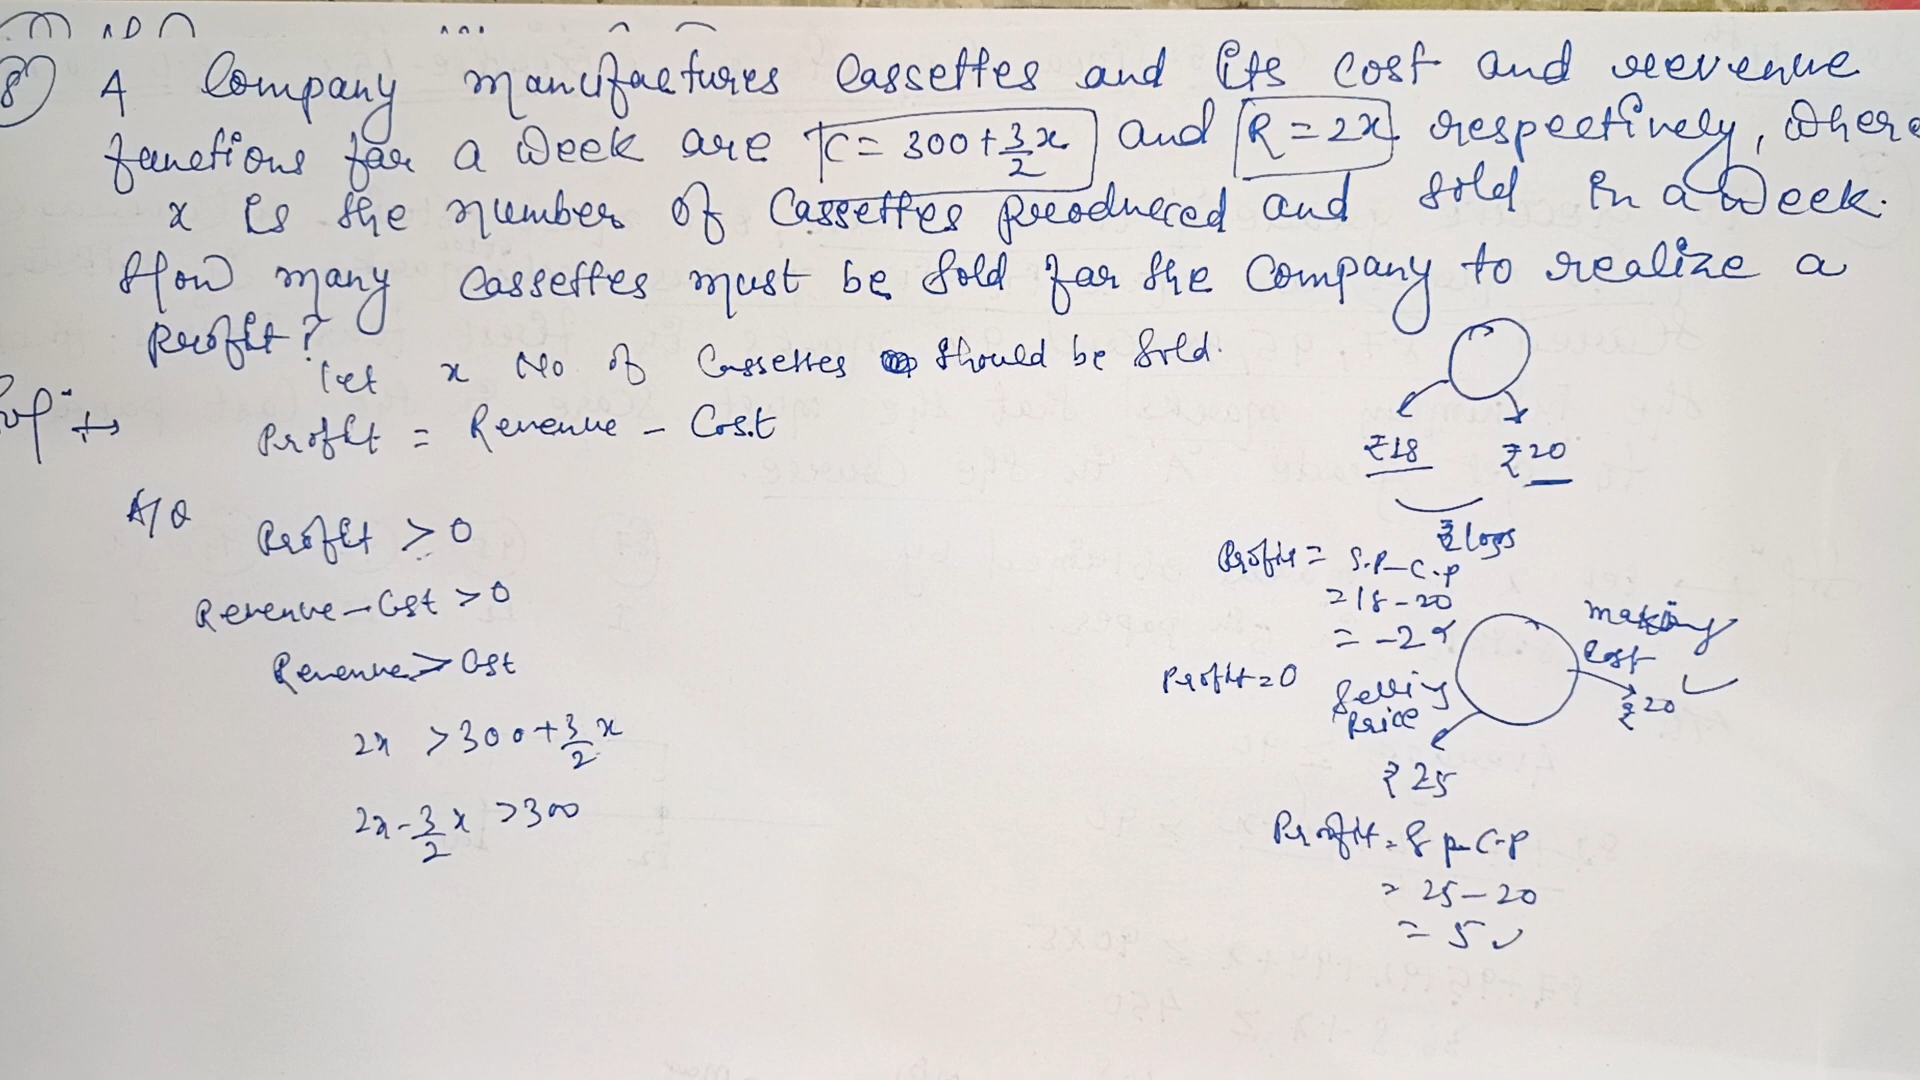 8) A Company manufactures Cassettes and its cost and revenue
functions for a week are C = 300 + 3/2 x and R = 2x respectively, where
x is the number of Cassettes produced and sold in a week.
How many cassettes must be sold for the Company to realize a
profit?
let x No of Cassettes should be sold.
Profit = Revenue - Cost
A/Q Profit > 0
Revenue - Cost > 0
Revenue > Cost
2x > 300 + 3/2 x
2x - 3/2 x > 300
₹18 ₹20
₹2 loss
Profit = S.P - C.P
= 18 - 20
= -2
Profit = 0
making
cost
₹20
Selling
Price
₹25
Profit = S.P - C.P
= 25 - 20
= 5